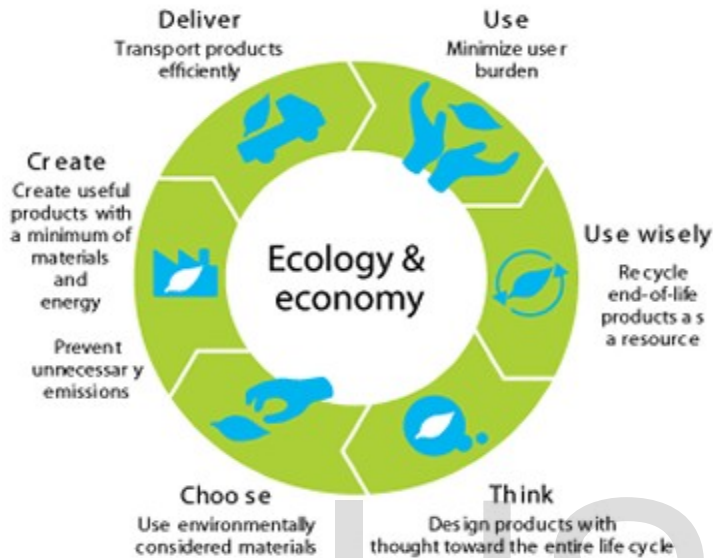 Deliver
Transport products
efficiently
Use
Minimize user
burden
Create
Create useful
products with
a minimum of
materials
and
energy
Prevent
unnecessary
emissions
Ecology &
economy
Use wisely
Recycle
end-of-life
products as
a resource
Choose
Use environmentally
considered materials
Think
Design products with
thought toward the entire life cycle